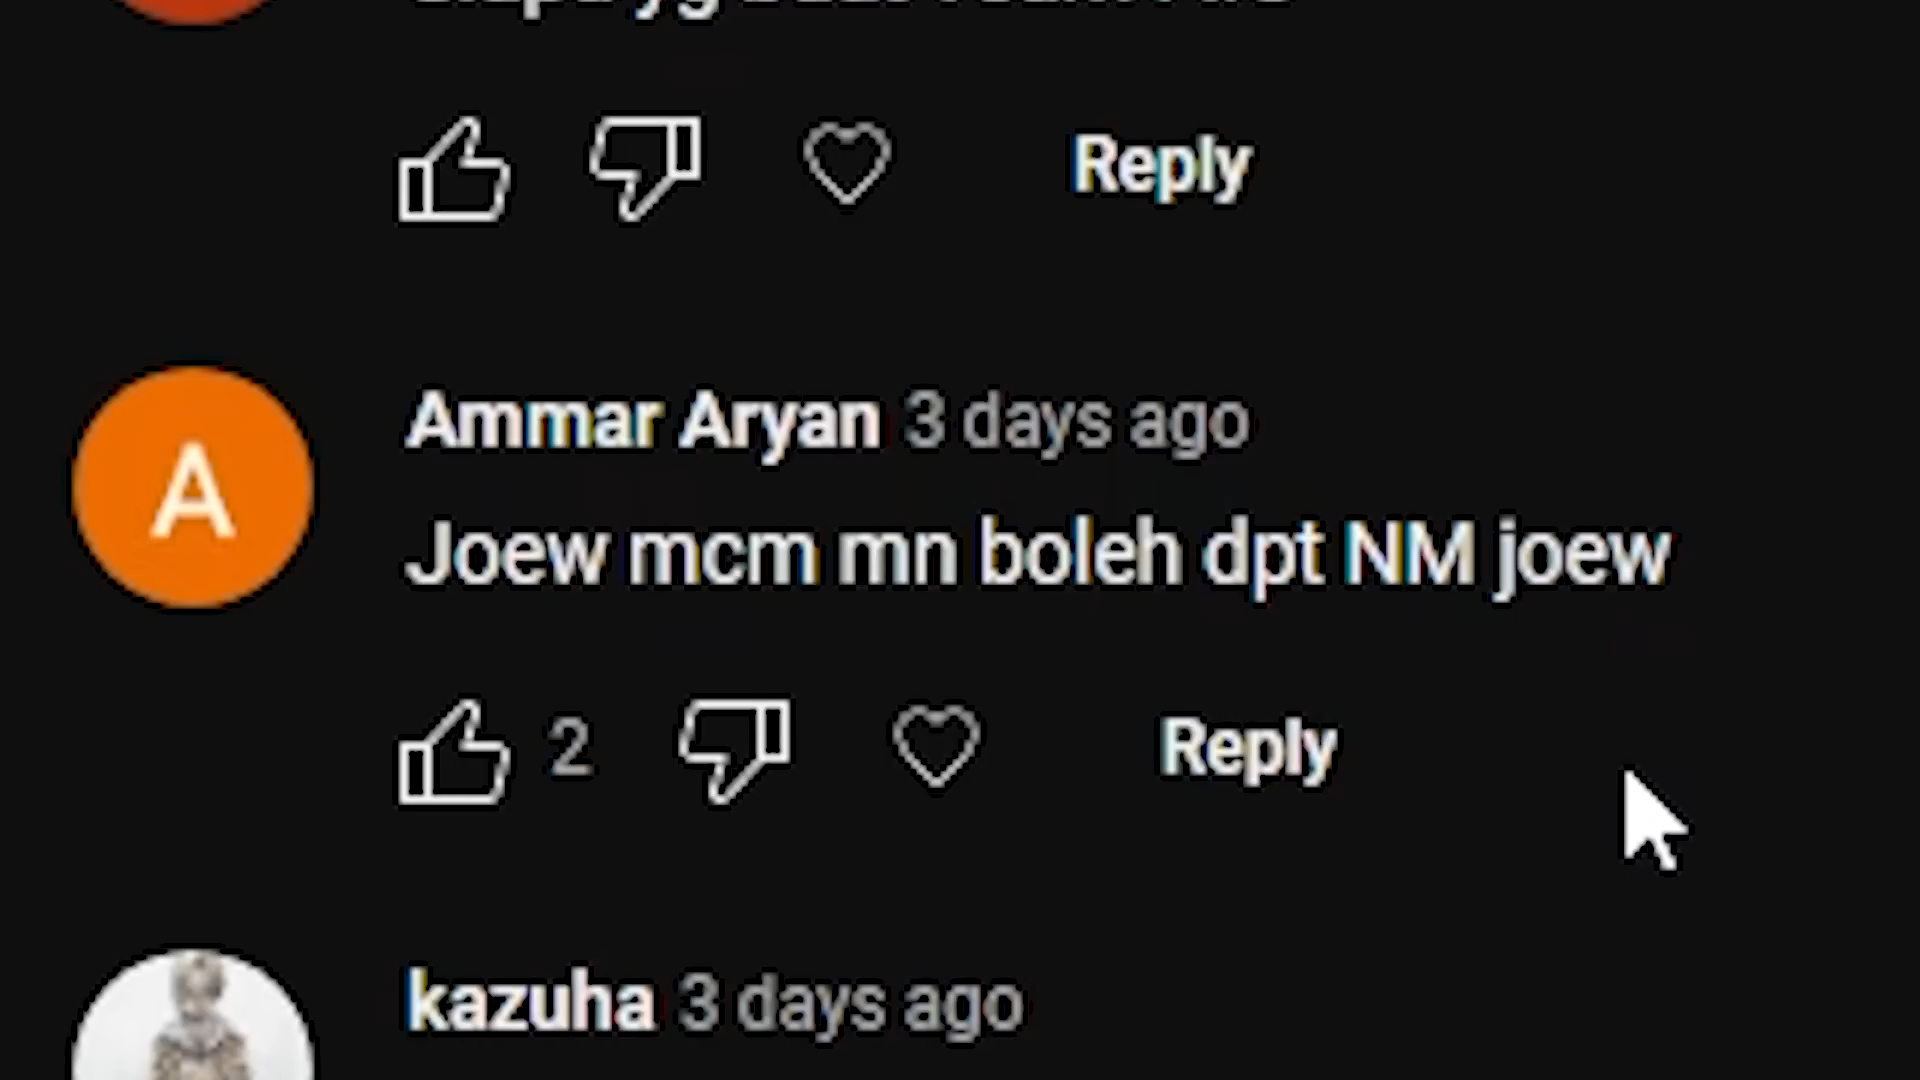 Reply
A
Ammar Aryan 3 days ago
Joew mcm mn boleh dpt NM joew
2
Reply
kazuha 3 days ago